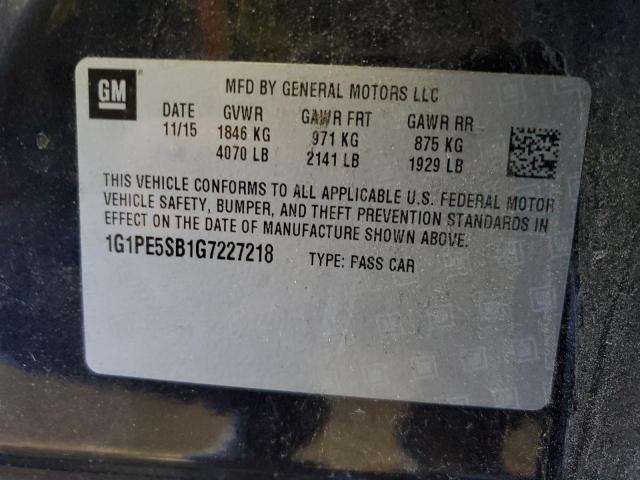 GM
MFD BY GENERAL MOTORS LLC
DATE GVWR GAWR FRT GAWR RR
11/15 1846 KG 971 KG 875 KG
4070 LB 2141 LB 1929 LB
THIS VEHICLE CONFORMS TO ALL APPLICABLE U.S. FEDERAL MOTOR
VEHICLE SAFETY, BUMPER, AND THEFT PREVENTION STANDARDS IN
EFFECT ON THE DATE OF MANUFACTURE SHOWN ABOVE.
1G1PE5SB1G7227218 TYPE: PASS CAR